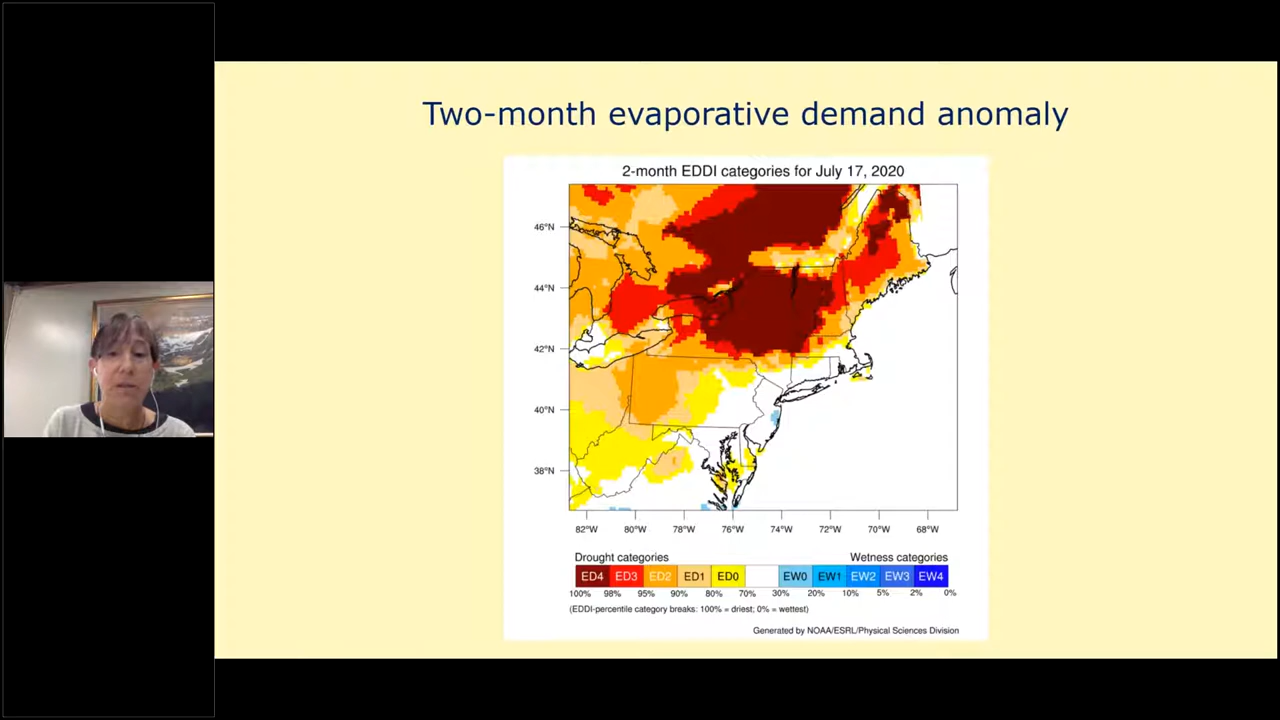 Two-month evaporative demand anomaly
2-month EDDI categories for July 17, 2020
46°N
44°N
42°N
40°N
38°N
82°W 80°W 78°W 76°W 74°W 72°W 70°W 68°W
Drought categories Wetness categories
ED4 ED3 ED2 ED1 ED0 EW0 EW1 EW2 EW3 EW4
100% 98% 95% 90% 80% 70% 30% 20% 10% 5% 2% 0%
(EDDI-percentile category breaks: 100% = driest; 0% = wettest)
Generated by NOAA/ESRL/Physical Sciences Division